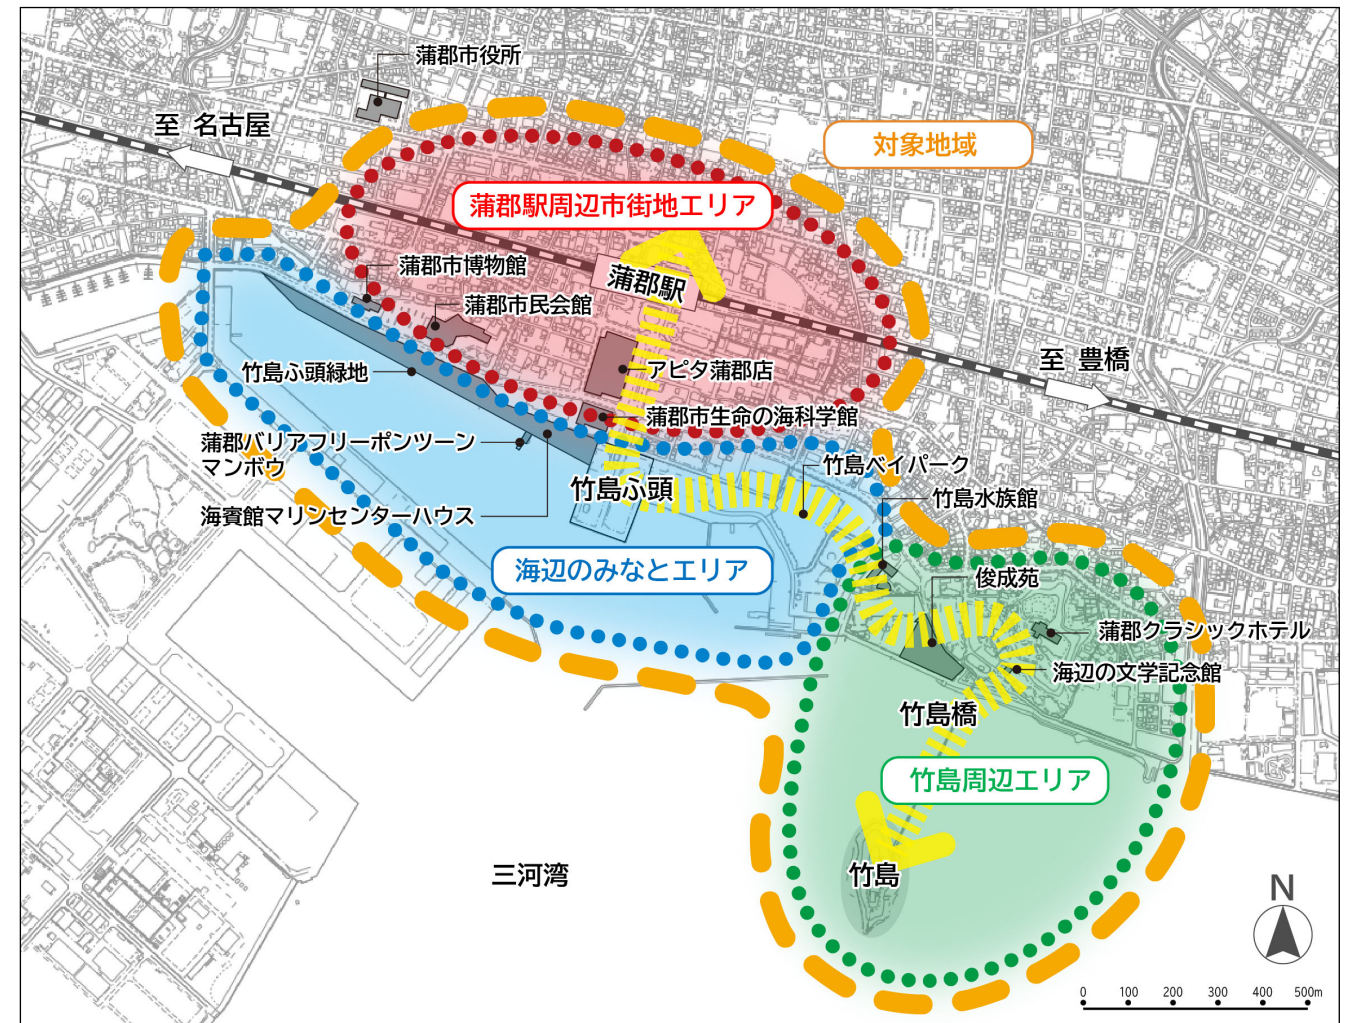 蒲郡市役所
至 名古屋
対象地域
蒲郡駅周辺市街地エリア
蒲郡市博物館
蒲郡駅
蒲郡市民会館
至 豊橋
竹島ふ頭緑地
アピタ蒲郡店
蒲郡市生命の海科学館
蒲郡バリアフリーポンツーン
マンボウ
竹島ベイパーク
竹島ふ頭
竹島水族館
海賓館マリンセンターハウス
海辺のみなとエリア
俊成苑
蒲郡クラシックホテル
海辺の文学記念館
竹島橋
竹島周辺エリア
三河湾
竹島
N
0 100 200 300 400 500m